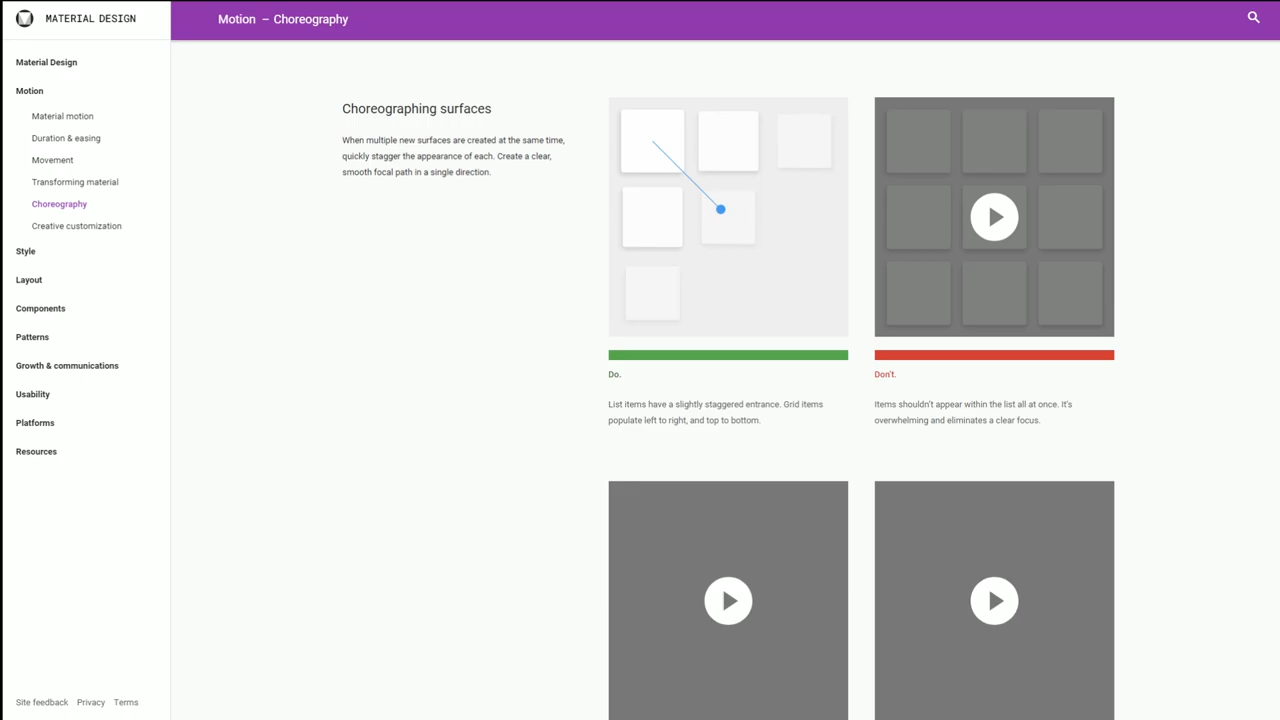 MATERIAL DESIGN
Motion – Choreography
Material Design
Motion
Material motion
Duration & easing
Movement
Transforming material
Choreography
Creative customization
Style
Layout
Components
Patterns
Growth & communications
Usability
Platforms
Resources
Site feedback Privacy Terms
Choreographing surfaces
When multiple new surfaces are created at the same time,
quickly stagger the appearance of each. Create a clear,
smooth focal path in a single direction.
Do.
List items have a slightly staggered entrance. Grid items
populate left to right, and top to bottom.
Don't.
Items shouldn't appear within the list all at once. It's
overwhelming and eliminates a clear focus.